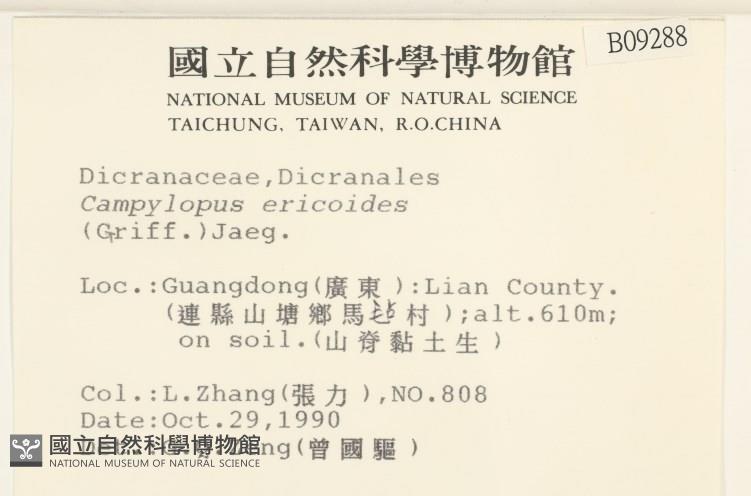 B09288
國立自然科學博物館
NATIONAL MUSEUM OF NATURAL SCIENCE
TAICHUNG, TAIWAN, R.O.CHINA
Dicranaceae,Dicranales
Campylopus ericoides
(Griff.)Jaeg.
Loc.:Guangdong(廣東):Lian County.
(連縣山塘鄉馬 村);alt.610m;
on soil.(山脊黏土生)
Col.:L.Zhang(張力),NO.808
Date:Oct.29,1990
(曾國驅)
國立自然科學博物館
NATIONAL MUSEUM OF NATURAL SCIENCE